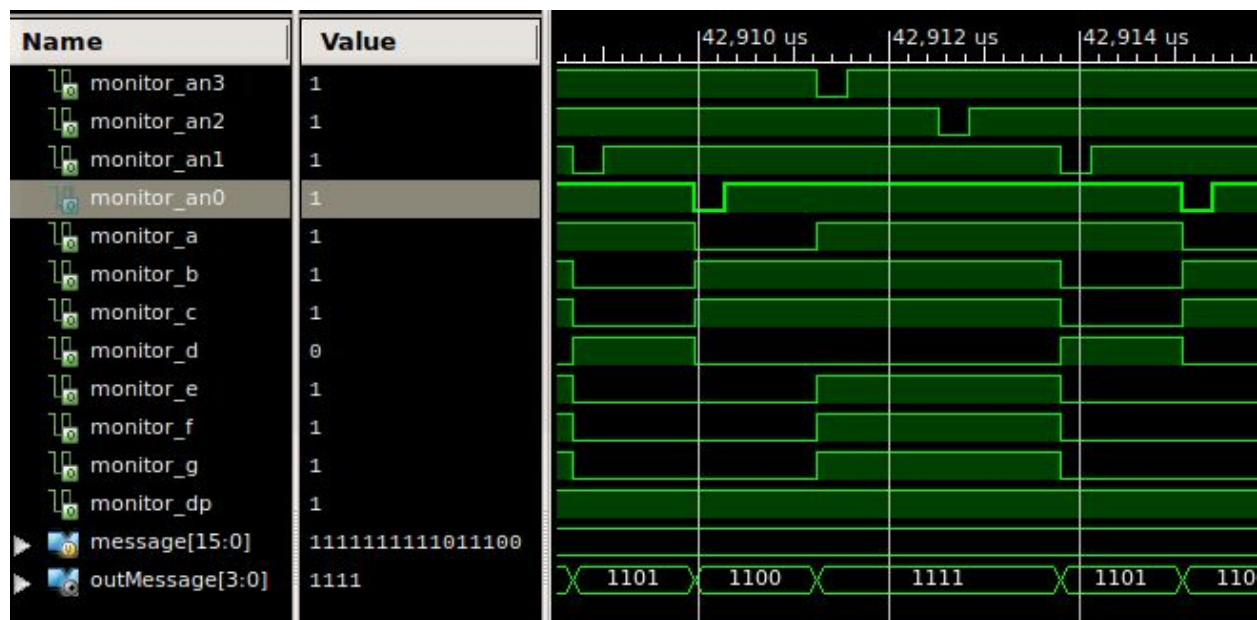 Name Value 42,910 us 42,912 us 42,914 us
monitor_an3 1
monitor_an2 1
monitor_an1 1
monitor_an0 1
monitor_a 1
monitor_b 1
monitor_c 1
monitor_d 0
monitor_e 1
monitor_f 1
monitor_g 1
monitor_dp 1
message[15:0] 1111111111011100
outMessage[3:0] 1111 1101 1100 1111 1101 110